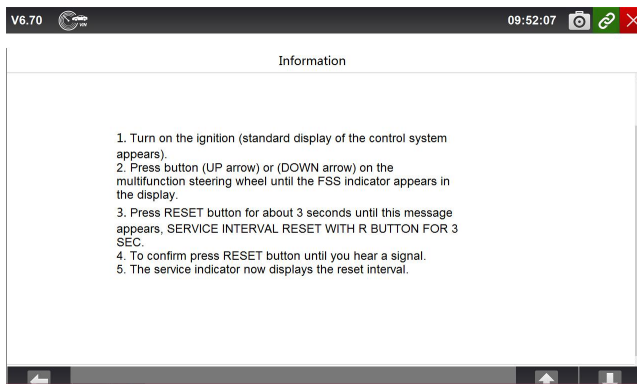 V6.70
VIN
09:52:07
Information
1. Turn on the ignition (standard display of the control system
appears).
2. Press button (UP arrow) or (DOWN arrow) on the
multifunction steering wheel until the FSS indicator appears in
the display.
3. Press RESET button for about 3 seconds until this message
appears, SERVICE INTERVAL RESET WITH R BUTTON FOR 3
SEC.
4. To confirm press RESET button until you hear a signal.
5. The service indicator now displays the reset interval.